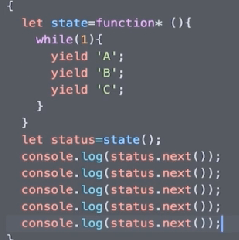 {
  let state=function* (){
    while(1){
      yield 'A';
      yield 'B';
      yield 'C';
    }
  }
  let status=state();
  console.log(status.next());
  console.log(status.next());
  console.log(status.next());
  console.log(status.next());
  console.log(status.next());
}